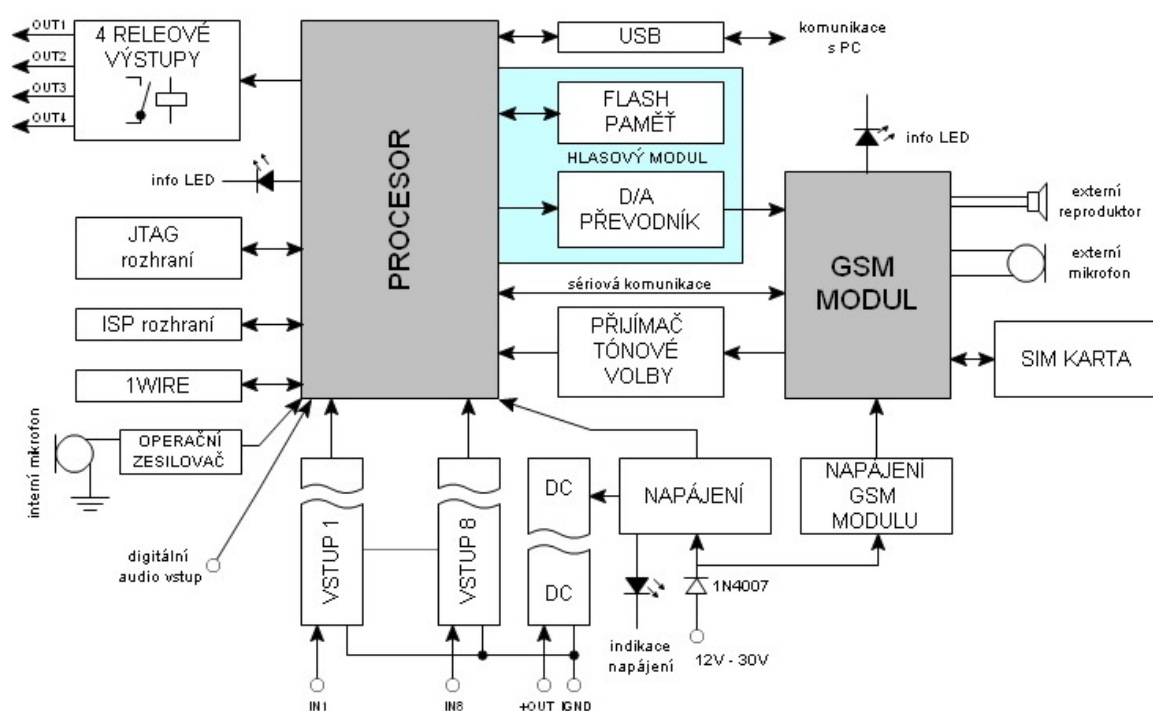 OUT1
OUT2
OUT3
OUT4
4 RELEOVÉ
VÝSTUPY
PROCESOR
USB
komunikace
s PC
FLASH
PAMĚŤ
HLASOVÝ MODUL
D/A
PŘEVODNÍK
info LED
info LED
JTAG
rozhraní
ISP rozhraní
1WIRE
GSM
MODUL
externí
reproduktor
externí
mikrofon
sériová komunikace
PŘIJÍMAČ
TÓNOVÉ
VOLBY
SIM KARTA
interní mikrofon
OPERAČNÍ
ZESILOVAČ
digitální
audio vstup
VSTUP 1
VSTUP 8
DC
DC
NAPÁJENÍ
NAPÁJENÍ
GSM
MODULU
1N4007
indikace
napájení
12V - 30V
IN1
IN8
+OUT
IGND